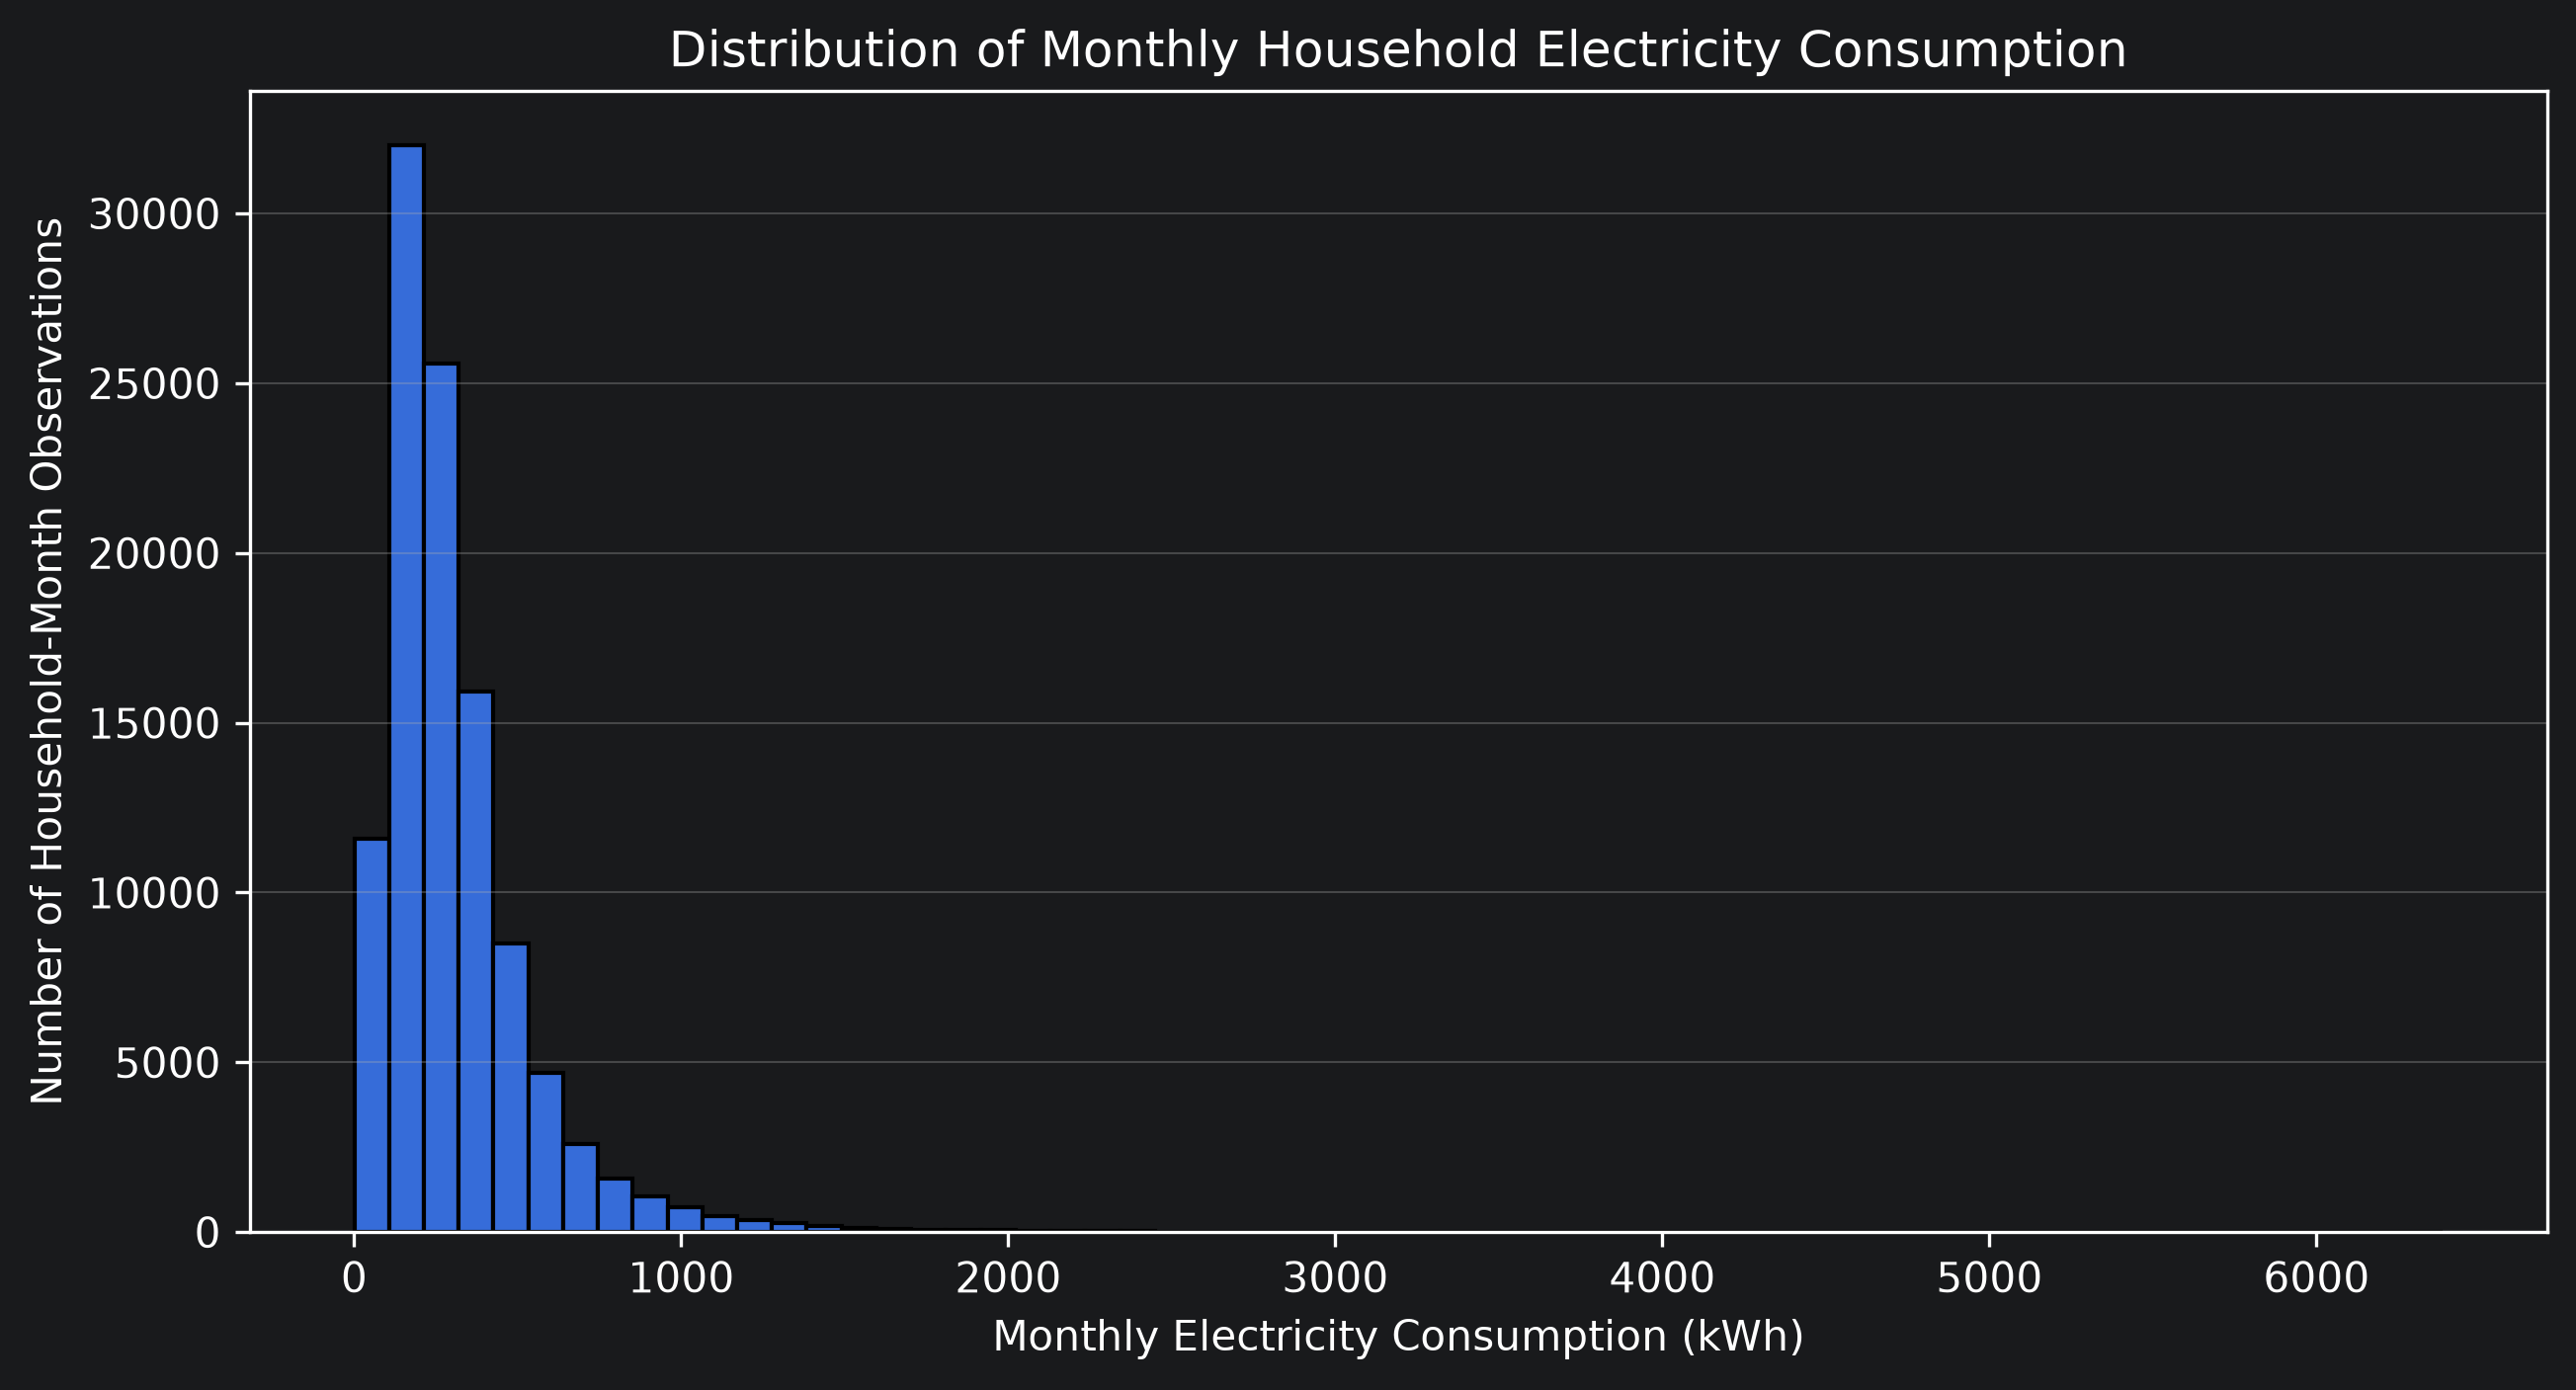 Distribution of Monthly Household Electricity Consumption
Number of Household-Month Observations
30000
25000
20000
15000
10000
5000
0
0 1000 2000 3000 4000 5000 6000
Monthly Electricity Consumption (kWh)